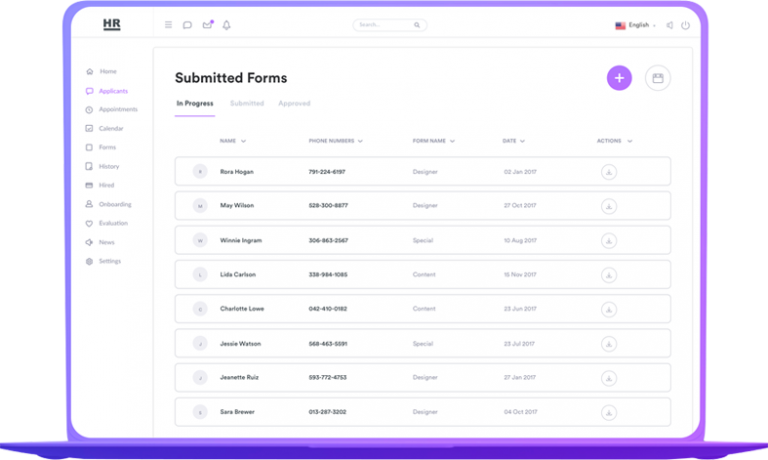 HR
Search...
English
Home
Applicants
Appointments
Calendar
Forms
History
Hired
Onboarding
Evaluation
News
Settings
Submitted Forms
In Progress Submitted Approved
NAME PHONE NUMBERS FORM NAME DATE ACTIONS
Rora Hogan 791-224-6197 Designer 02 Jan 2017
M May Wilson 528-300-8877 Designer 27 Oct 2017
W Winnie Ingram 306-863-2567 Special 10 Aug 2017
L Lida Carlson 338-984-1085 Content 15 Nov 2017
C Charlotte Lowe 042-410-0182 Content 23 Jun 2017
J Jessie Watson 568-463-5591 Special 23 Jul 2017
J Jeanette Ruiz 593-772-4753 Designer 27 Jan 2017
Sara Brewer 013-287-3202 Designer 04 Oct 2017